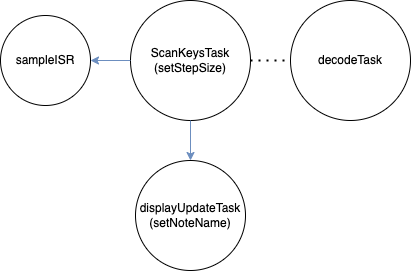 sampleISR
ScanKeysTask
(setStepSize)
decodeTask
displayUpdateTask
(setNoteName)